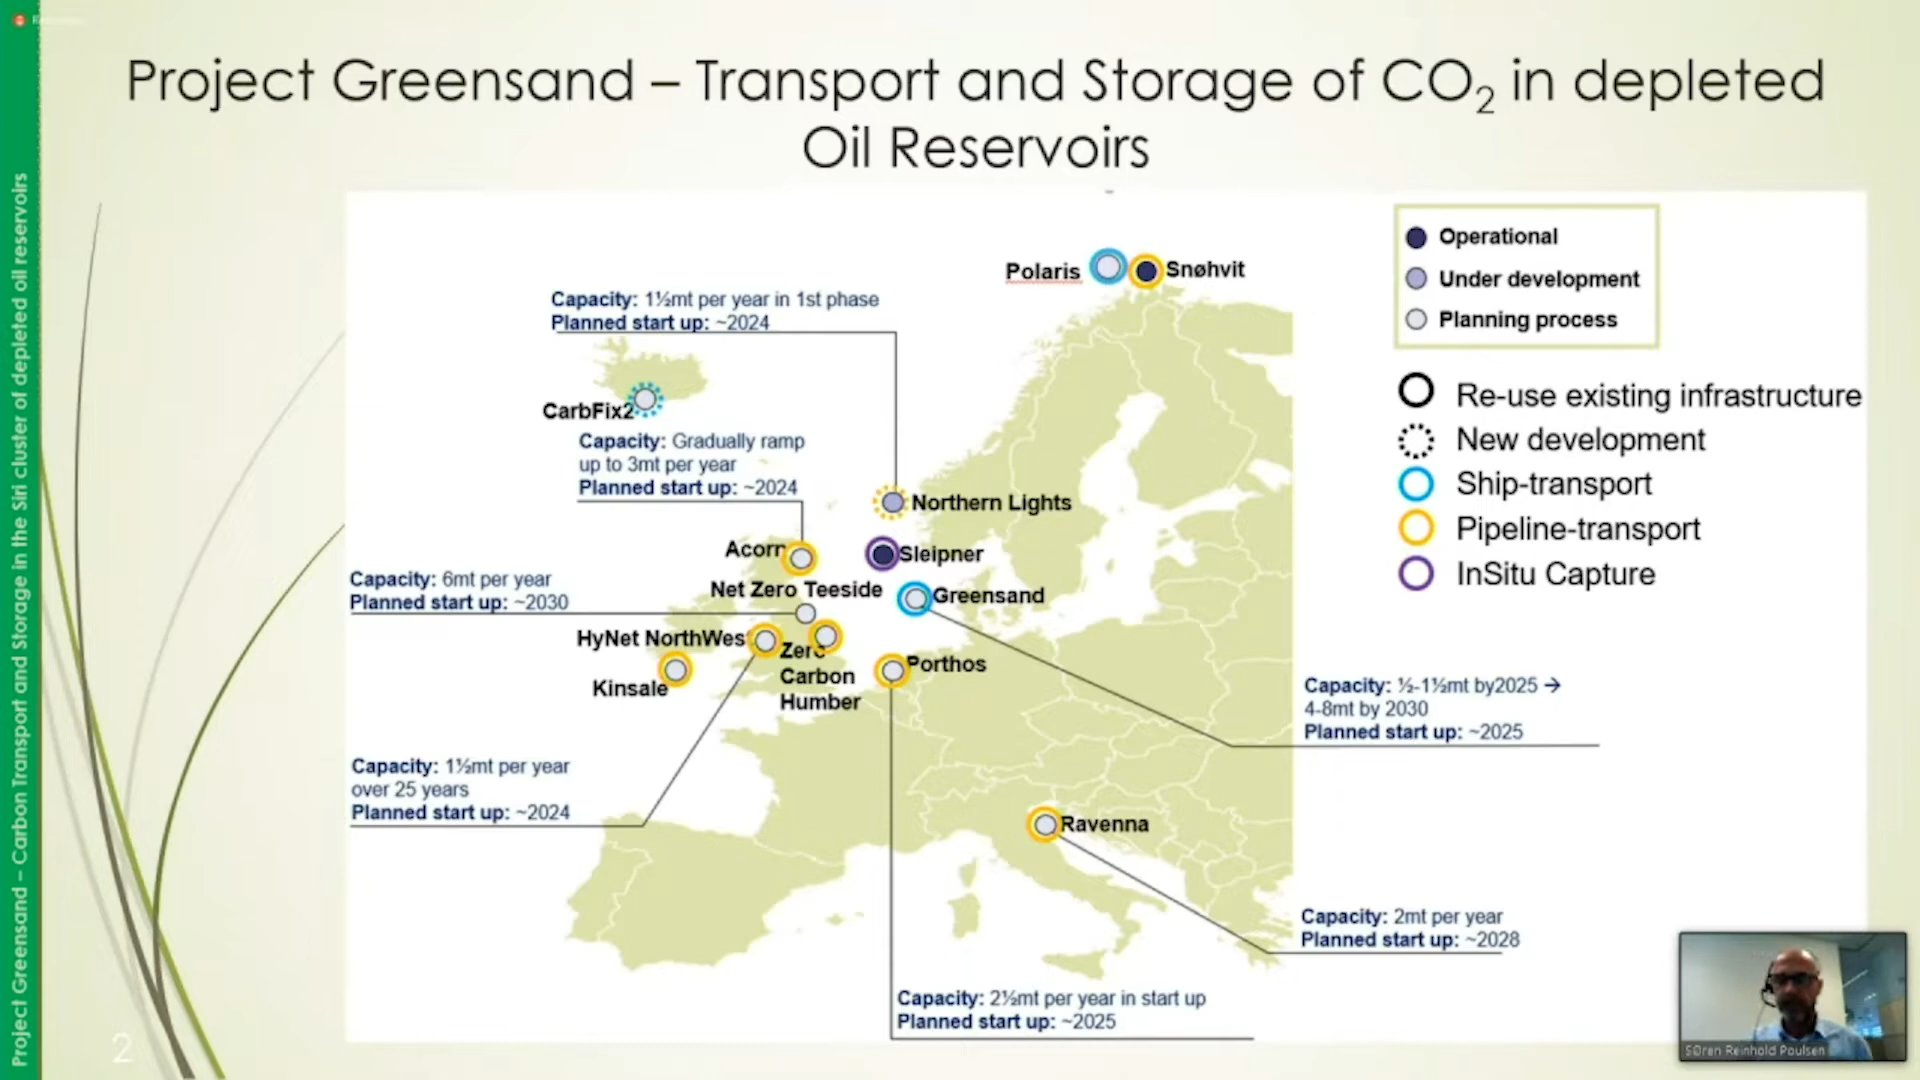 Project Greensand – Transport and Storage of CO₂ in depleted
Oil Reservoirs
Project Greensand – Carbon Transport and Storage in the Siri cluster of depleted oil reservoirs
Operational
Under development
Planning process
Re-use existing infrastructure
New development
Ship-transport
Pipeline-transport
InSitu Capture
Polaris
Snøhvit
Capacity: 1½mt per year in 1st phase
Planned start up: ~2024
CarbFix2
Capacity: Gradually ramp
up to 3mt per year
Planned start up: ~2024
Northern Lights
Acorn
Sleipner
Capacity: 6mt per year
Planned start up: ~2030
Net Zero Teeside
Greensand
HyNet NorthWes
Zero
Carbon
Humber
Kinsale
Porthos
Capacity: ½-1½mt by2025 →
4-8mt by 2030
Planned start up: ~2025
Capacity: 1½mt per year
over 25 years
Planned start up: ~2024
Ravenna
Capacity: 2mt per year
Planned start up: ~2028
Capacity: 2½mt per year in start up
Planned start up: ~2025
2
SØren Reinhold Poulsen